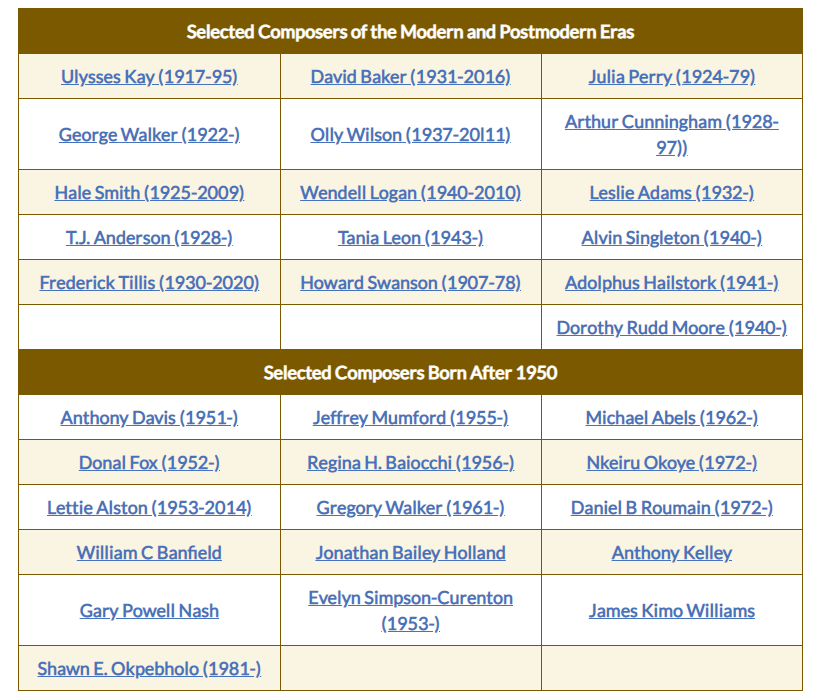 Selected Composers of the Modern and Postmodern Eras
Ulysses Kay (1917-95)
David Baker (1931-2016)
Julia Perry (1924-79)
George Walker (1922-)
Olly Wilson (1937-20l11)
Arthur Cunningham (1928-
97))
Hale Smith (1925-2009)
Wendell Logan (1940-2010)
Leslie Adams (1932-)
T.J. Anderson (1928-)
Tania Leon (1943-)
Alvin Singleton (1940-)
Frederick Tillis (1930-2020)
Howard Swanson (1907-78)
Adolphus Hailstork (1941-)
Dorothy Rudd Moore (1940-)
Selected Composers Born After 1950
Anthony Davis (1951-)
Jeffrey Mumford (1955-)
Michael Abels (1962-)
Donal Fox (1952-)
Regina H. Baiocchi (1956-)
Nkeiru Okoye (1972-)
Lettie Alston (1953-2014)
Gregory Walker (1961-)
Daniel B Roumain (1972-)
William C Banfield
Jonathan Bailey Holland
Anthony Kelley
Gary Powell Nash
Evelyn Simpson-Curenton
(1953-)
James Kimo Williams
Shawn E. Okpebholo (1981-)